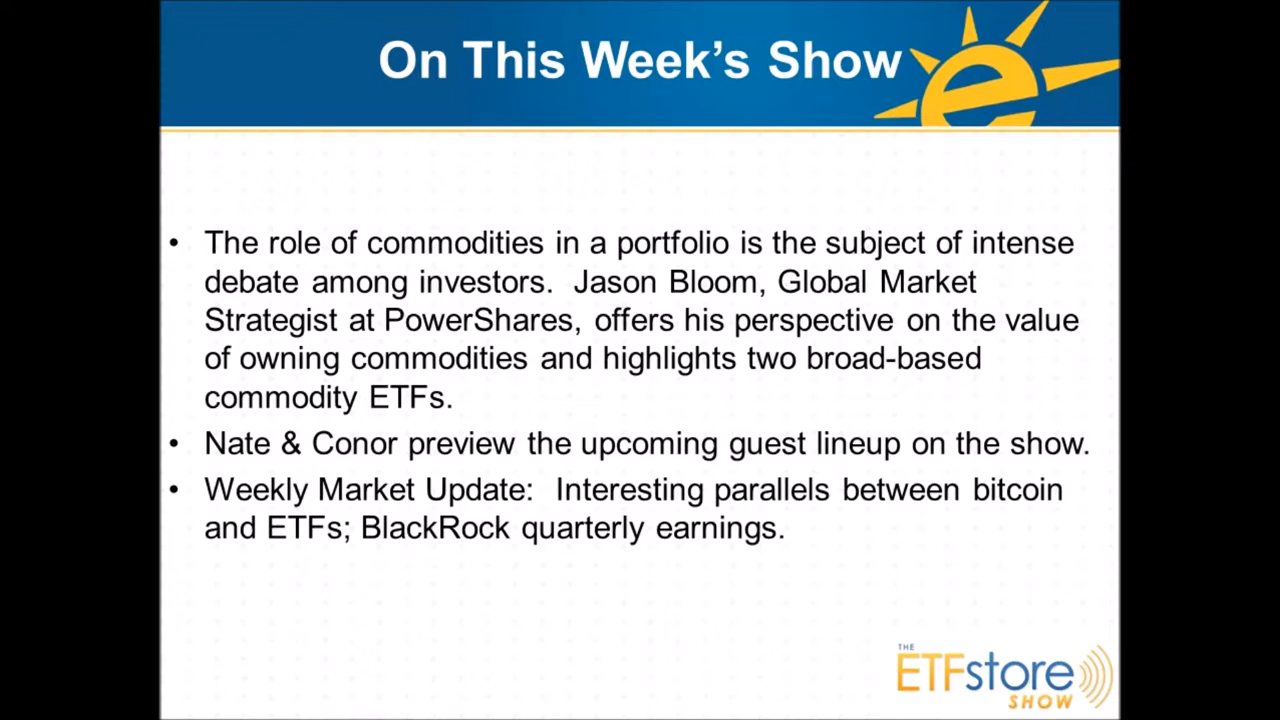 On This Week's Show
• The role of commodities in a portfolio is the subject of intense
debate among investors.  Jason Bloom, Global Market
Strategist at PowerShares, offers his perspective on the value
of owning commodities and highlights two broad-based
commodity ETFs.
• Nate & Conor preview the upcoming guest lineup on the show.
• Weekly Market Update:  Interesting parallels between bitcoin
and ETFs; BlackRock quarterly earnings.
THE
ETFstore
SHOW